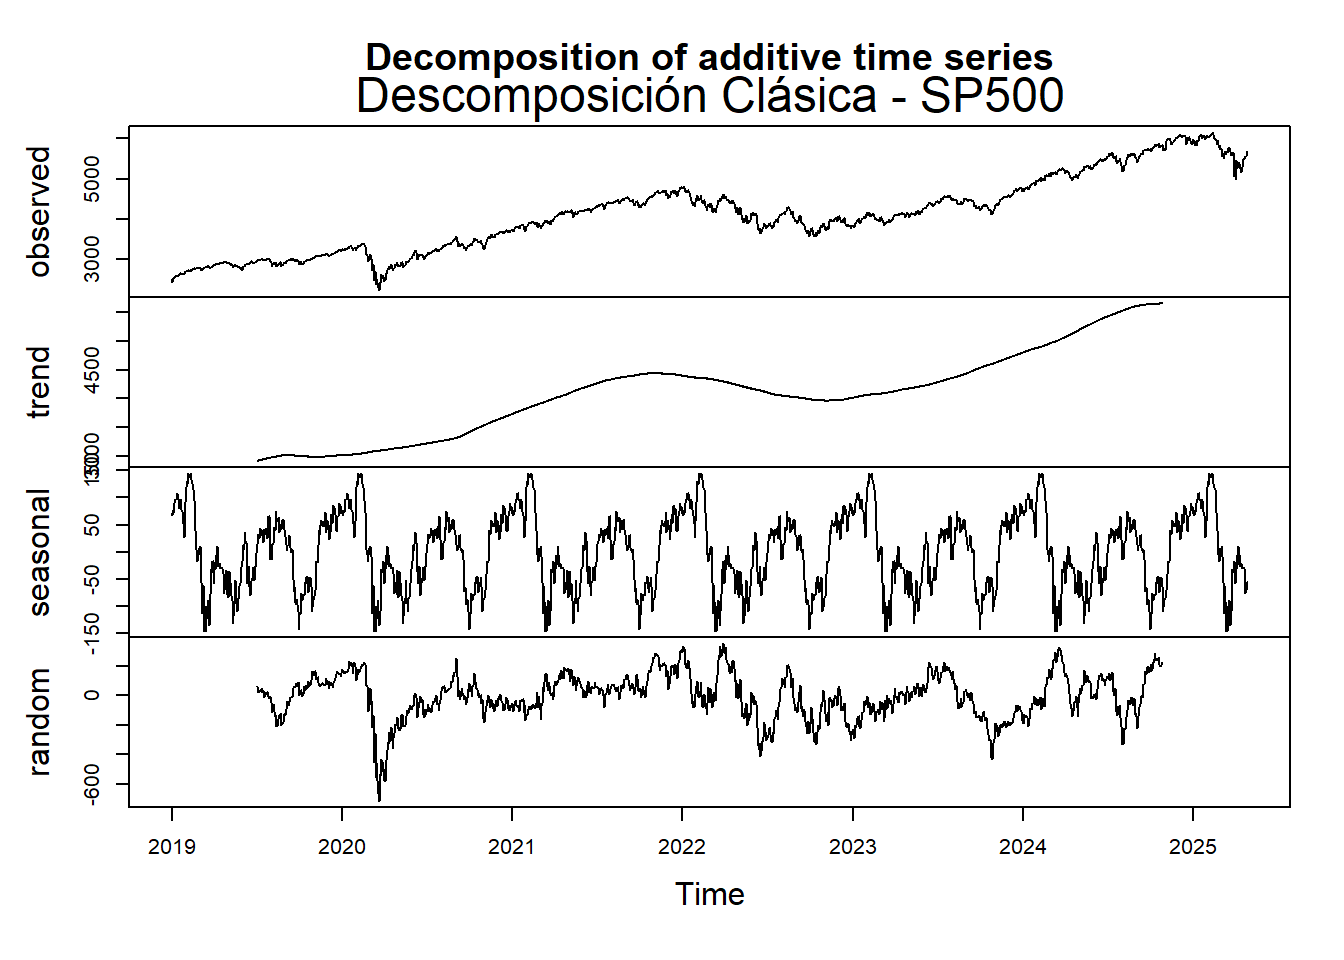 Decomposition of additive time series
Descomposición Clásica - SP500
observed
3000 5000
trend
3000 4500
seasonal
-150 -50 50 150
random
-600 0
2019 2020 2021 2022 2023 2024 2025
Time